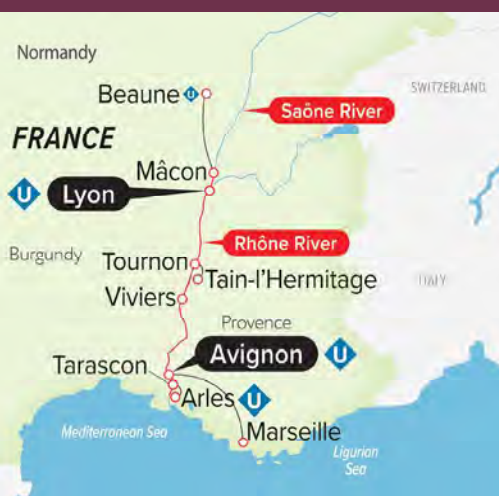 Normandy
SWITZERLAND
Beaune U
Saône River
FRANCE
Mâcon
U Lyon
Rhône River
Burgundy
Tournon
Tain-l'Hermitage
ITALY
Viviers
Provence
Avignon U
Tarascon
Arles U
Mediterranean Sea
Marseille
Ligurian
Sea